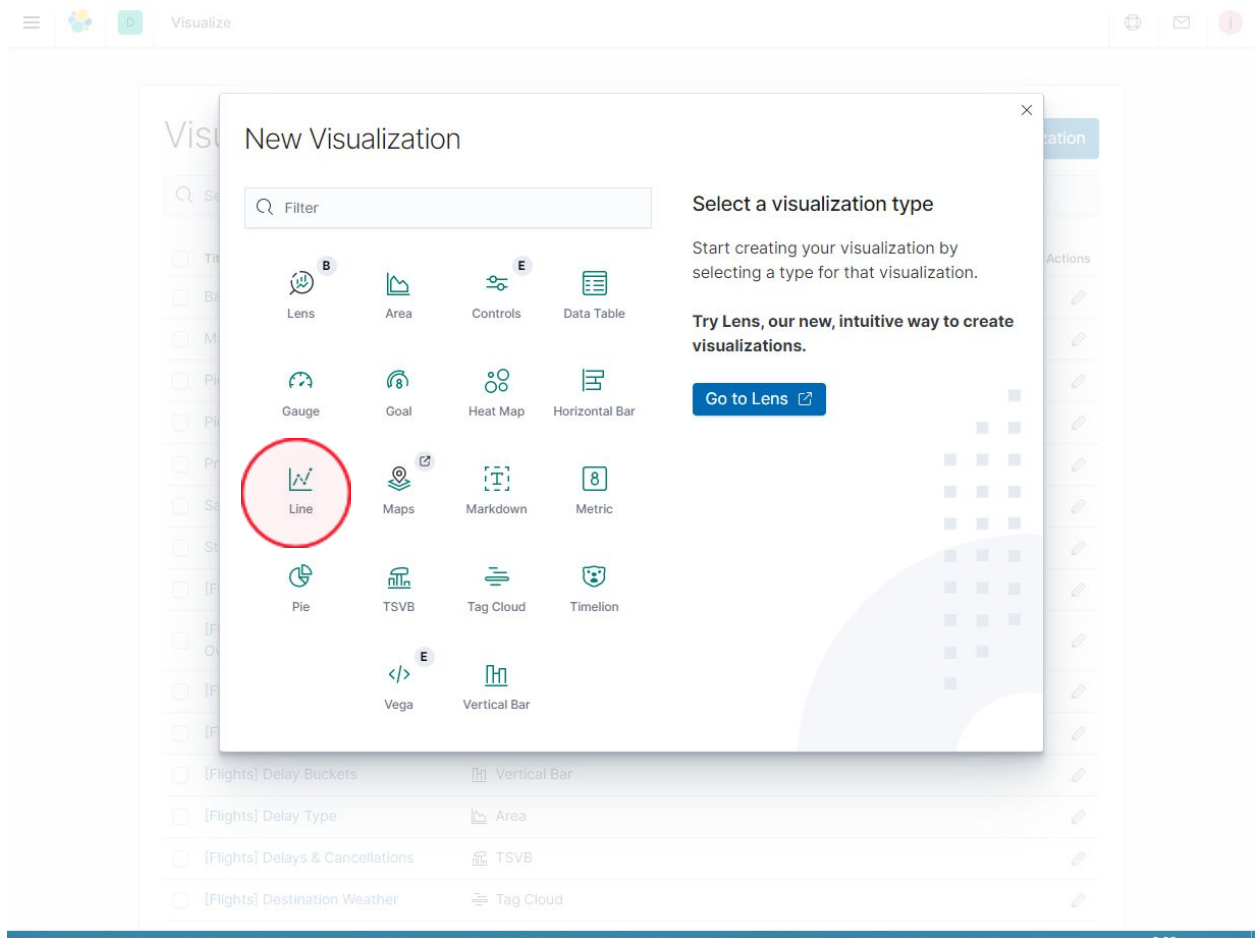 D Visualize i
New Visualization
ation
Filter
Select a visualization type
Start creating your visualization by
selecting a type for that visualization.
Try Lens, our new, intuitive way to create
visualizations.
Go to Lens
Actions
B
Lens
Area
E
Controls
Data Table
Gauge
8
Goal
Heat Map
Horizontal Bar
Line
Maps
T
Markdown
8
Metric
Pie
TSVB
Tag Cloud
Timelion
E
</>
Vega
Vertical Bar
[Flights] Delay Buckets Vertical Bar
[Flights] Delay Type Area
[Flights] Delays & Cancellations TSVB
[Flights] Destination Weather Tag Cloud